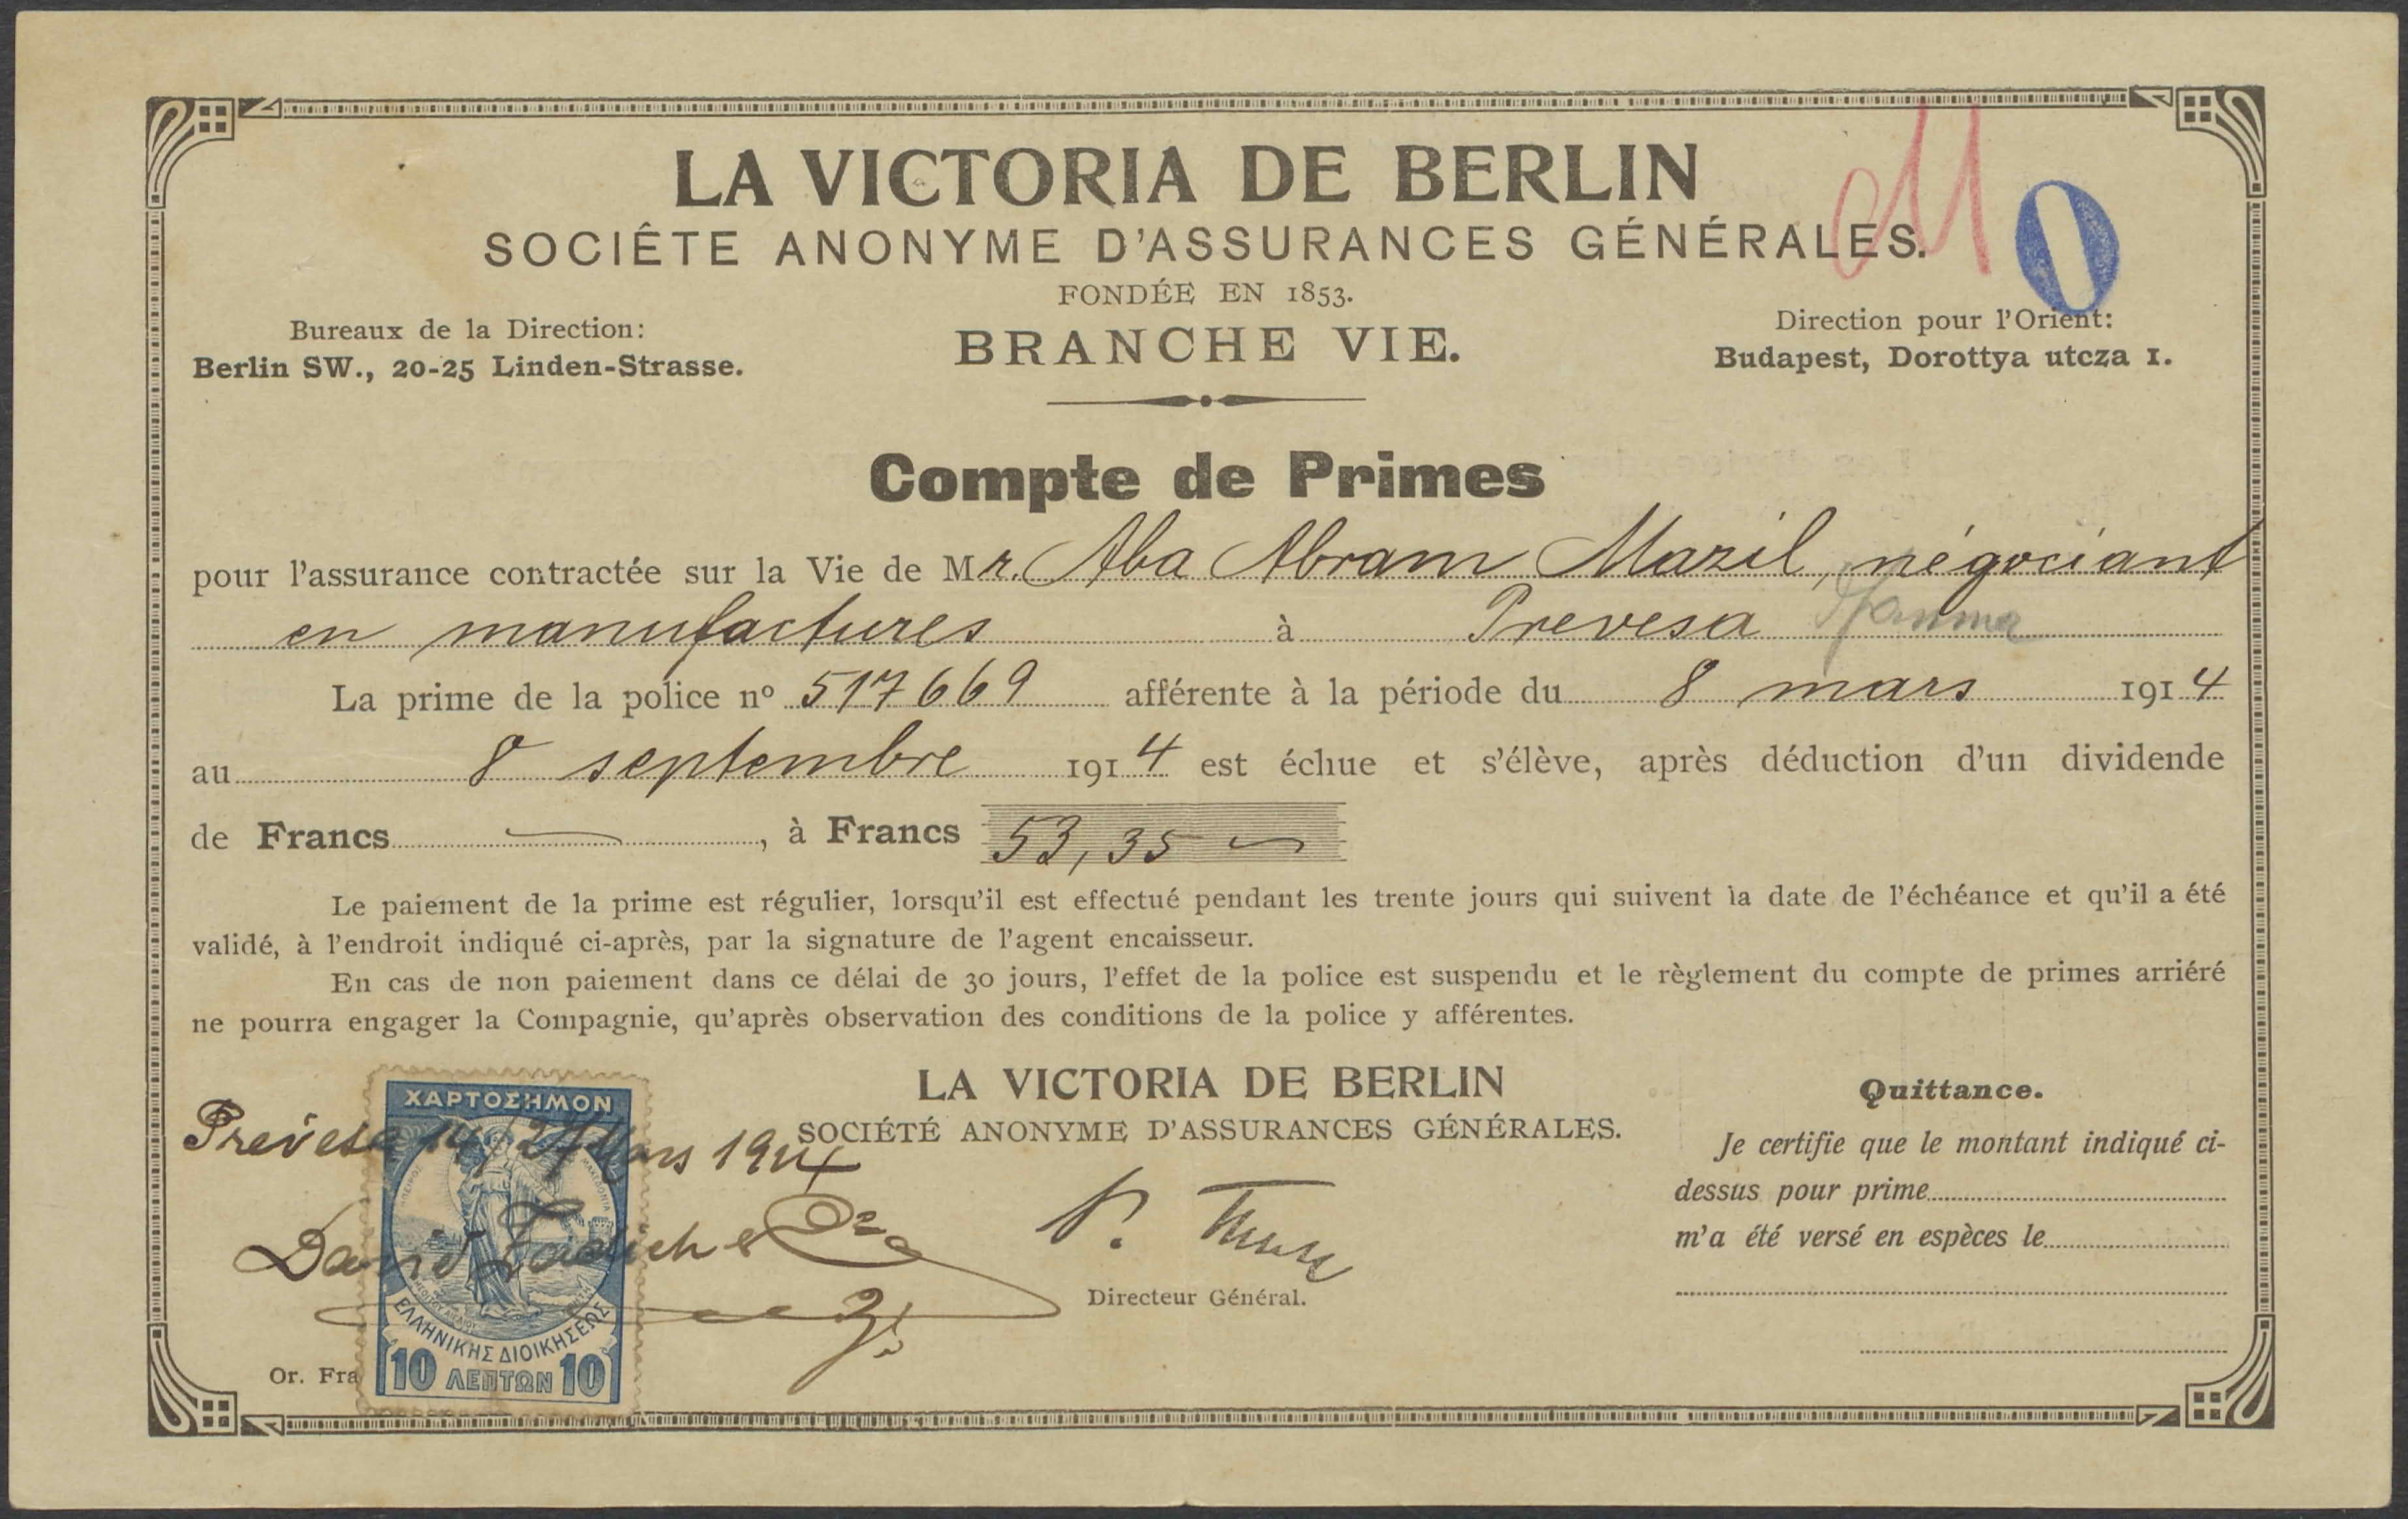 LA VICTORIA DE BERLIN
SOCIÊTE ANONYME D'ASSURANCES GÉNÉRALES.
FONDÉE EN 1853.
BRANCHE VIE.
Bureaux de la Direction:
Berlin SW., 20-25 Linden-Strasse.
Direction pour l'Orient:
Budapest, Dorottya utcza 1.
0
Compte de Primes
pour l'assurance contractée sur la Vie de Mr. Aba Abram Mazil, négociant
en manufactures à Prevesa
La prime de la police nº 517669 afférente à la période du 8 mars 1914
au 8 septembre 1914 est échue et s'élève, après déduction d'un dividende
de Francs —, à Francs 53,35
Le paiement de la prime est régulier, lorsqu'il est effectué pendant les trente jours qui suivent la date de l'échéance et qu'il a été
validé, à l'endroit indiqué ci-après, par la signature de l'agent encaisseur.
En cas de non paiement dans ce délai de 30 jours, l'effet de la police est suspendu et le règlement du compte de primes arriéré
ne pourra engager la Compagnie, qu'après observation des conditions de la police y afférentes.
LA VICTORIA DE BERLIN
SOCIÉTÉ ANONYME D'ASSURANCES GÉNÉRALES.
Directeur Général.
Prevesa 14/27 Mars 1914
David
ΧΑΡΤΟΣΗΜΟΝ
ΕΛΛΗΝΙΚΗΣ ΔΙΟΙΚΗΣΕΩΣ
10 ΛΕΠΤΩΝ 10
Or. Fra
Quittance.
Je certifie que le montant indiqué ci-
dessus pour prime
m'a été versé en espèces le